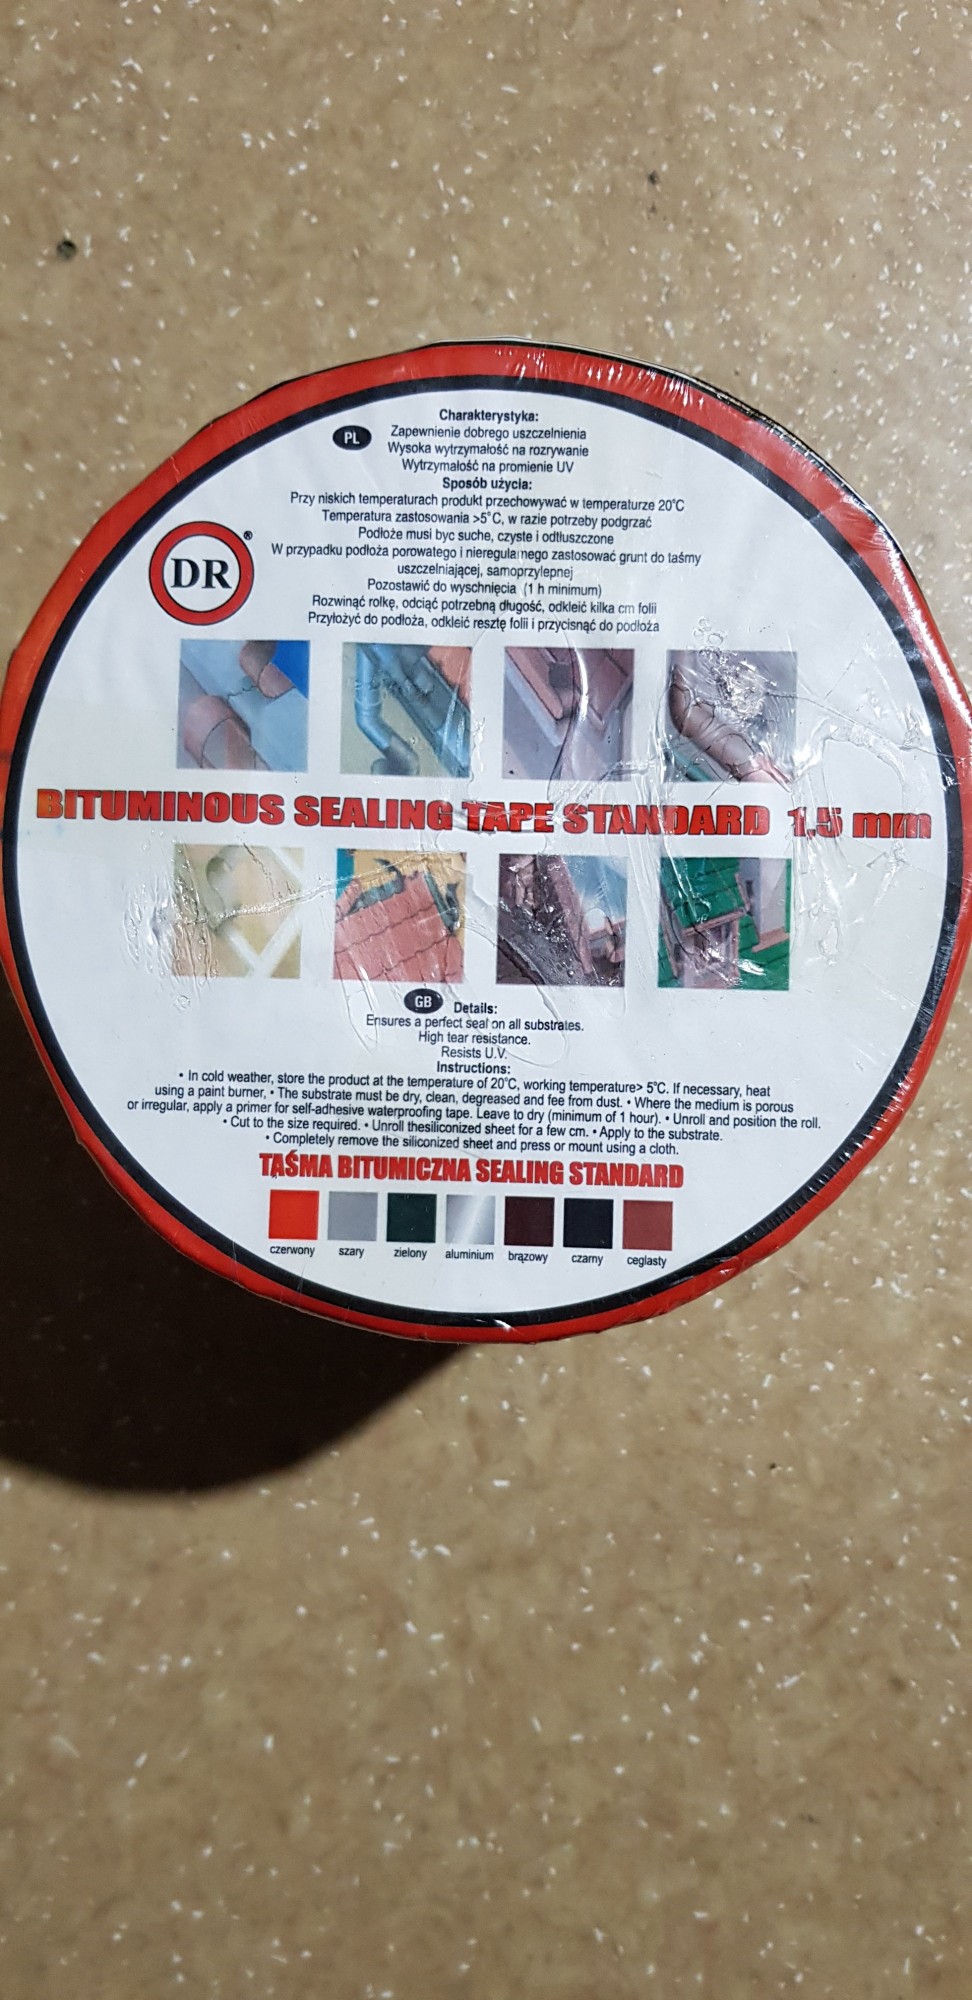 Charakterystyka:
PL
Zapewnienie dobrego uszczelnienia
Wysoka wytrzymałość na rozrywanie
Wytrzymałość na promienie UV
Sposób użycia:
Przy niskich temperaturach produkt przechowywać w temperaturze 20°C
Temperatura zastosowania >5°C, w razie potrzeby podgrzać
Podłoże musi byc suche, czyste i odtłuszczone
W przypadku podłoża porowatego i nieregularnego zastosować grunt do taśmy
uszczelniającej, samoprzylepnej
Pozostawić do wyschnięcia (1 h minimum)
Rozwinąć rolkę, odciąć potrzebną długość, odkleić kilka cm folii
Przyłożyć do podłoża, odkleić resztę folii i przycisnąć do podłoża
DR®
BITUMINOUS SEALING TAPE STANDARD 1,5 mm
GB Details:
Ensures a perfect seal on all substrates.
High tear resistance.
Resists U.V.
Instructions:
• In cold weather, store the product at the temperature of 20°C, working temperature> 5°C. If necessary, heat
using a paint burner, • The substrate must be dry, clean, degreased and fee from dust. • Where the medium is porous
or irregular, apply a primer for self-adhesive waterproofing tape. Leave to dry (minimum of 1 hour). • Unroll and position the roll.
• Cut to the size required. • Unroll thesiliconized sheet for a few cm. • Apply to the substrate.
• Completely remove the siliconized sheet and press or mount using a cloth.
TAŚMA BITUMICZNA SEALING STANDARD
czerwony szary zielony aluminium brązowy czarny ceglasty